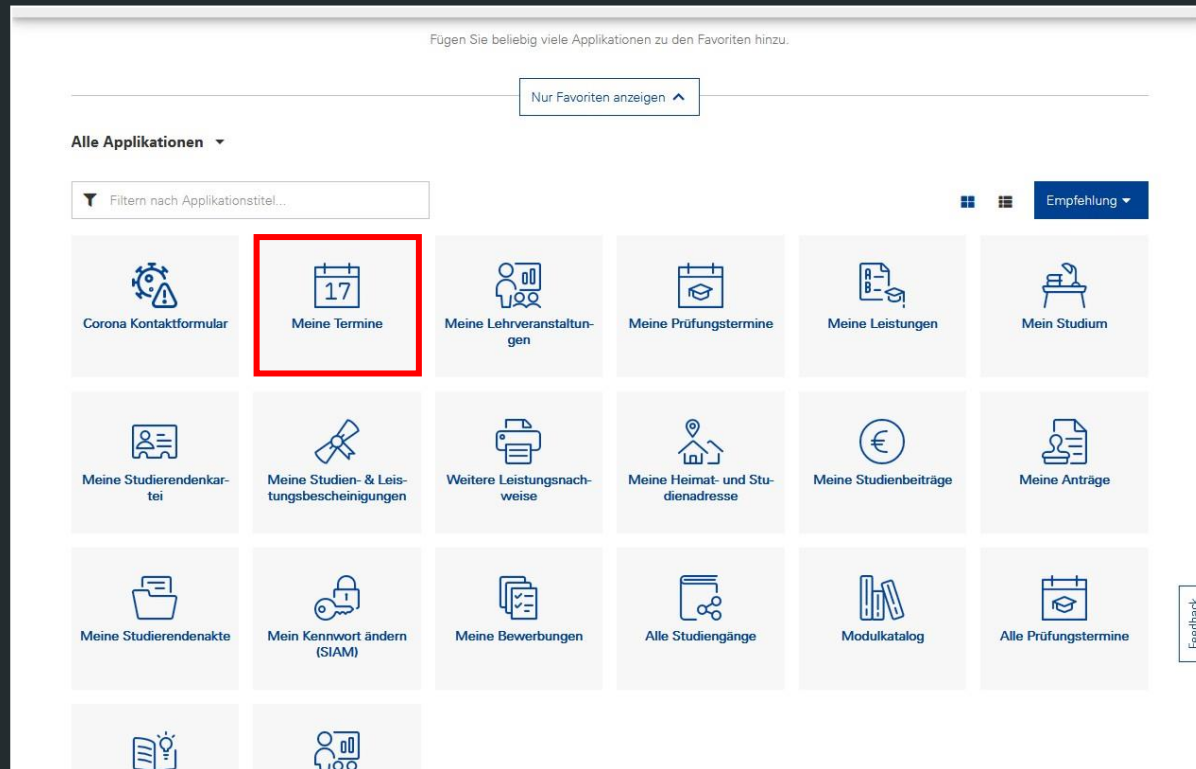 Fügen Sie beliebig viele Applikationen zu den Favoriten hinzu.
Nur Favoriten anzeigen
Alle Applikationen
Filtern nach Applikationstitel...
Empfehlung
Corona Kontaktformular
17
Meine Termine
Meine Lehrveranstaltun-
gen
Meine Prüfungstermine
A-
B-
Meine Leistungen
Mein Studium
Meine Studierendenkar-
tei
Meine Studien- & Leis-
tungsbescheinigungen
Weitere Leistungsnach-
weise
Meine Heimat- und Stu-
dienadresse
€
Meine Studienbeiträge
Meine Anträge
Meine Studierendenakte
Mein Kennwort ändern
(SIAM)
Meine Bewerbungen
Alle Studiengänge
Modulkatalog
Alle Prüfungstermine
Feedback